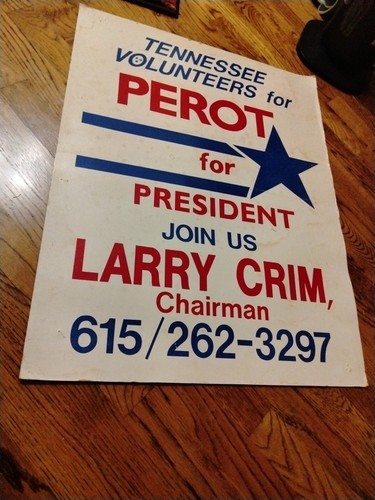 TENNESSEE
VOLUNTEERS for
PEROT
for
PRESIDENT
JOIN US
LARRY CRIM,
Chairman
615/262-3297